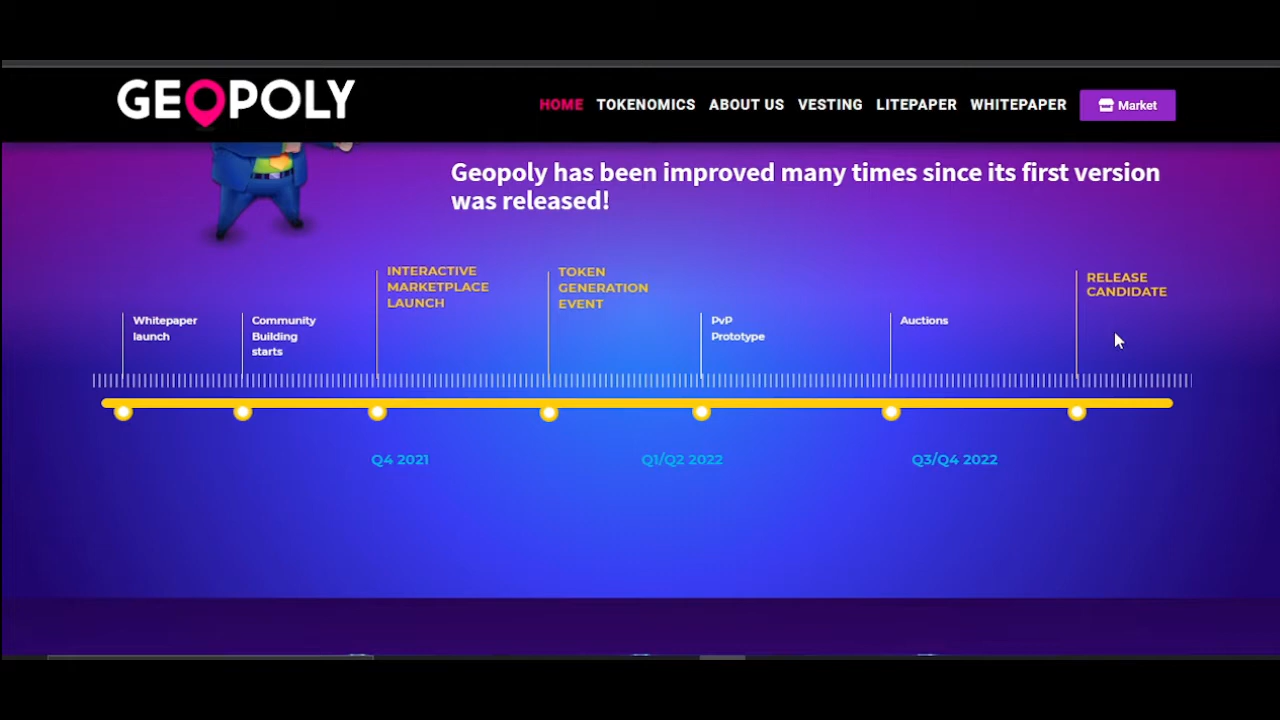 GEOPOLY
HOME TOKENOMICS ABOUT US VESTING LITEPAPER WHITEPAPER Market
Geopoly has been improved many times since its first version
was released!
Whitepaper
launch
Community
Building
starts
INTERACTIVE
MARKETPLACE
LAUNCH
TOKEN
GENERATION
EVENT
PvP
Prototype
Auctions
RELEASE
CANDIDATE
Q4 2021
Q1/Q2 2022
Q3/Q4 2022